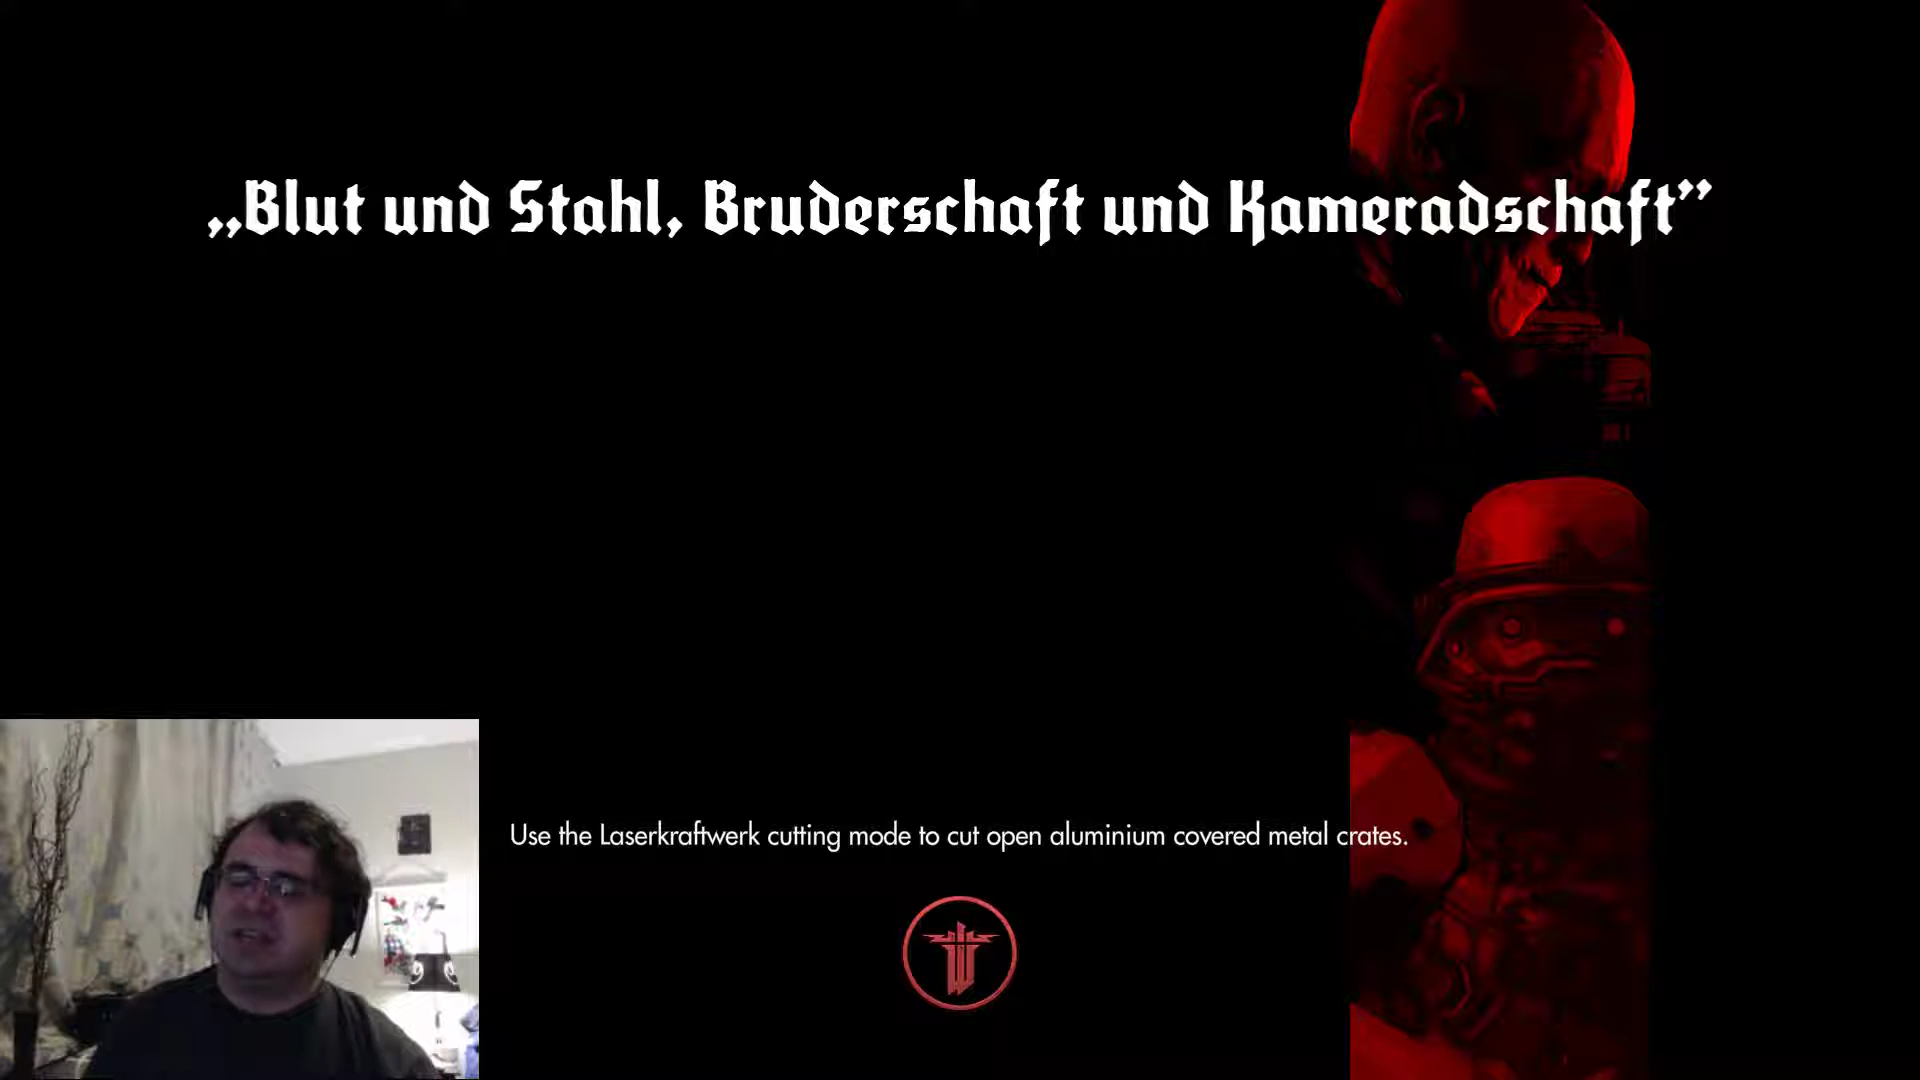 „Blut und Stahl, Bruderschaft und Kameradschaft”
Use the Laserkraftwerk cutting mode to cut open aluminium covered metal crates.